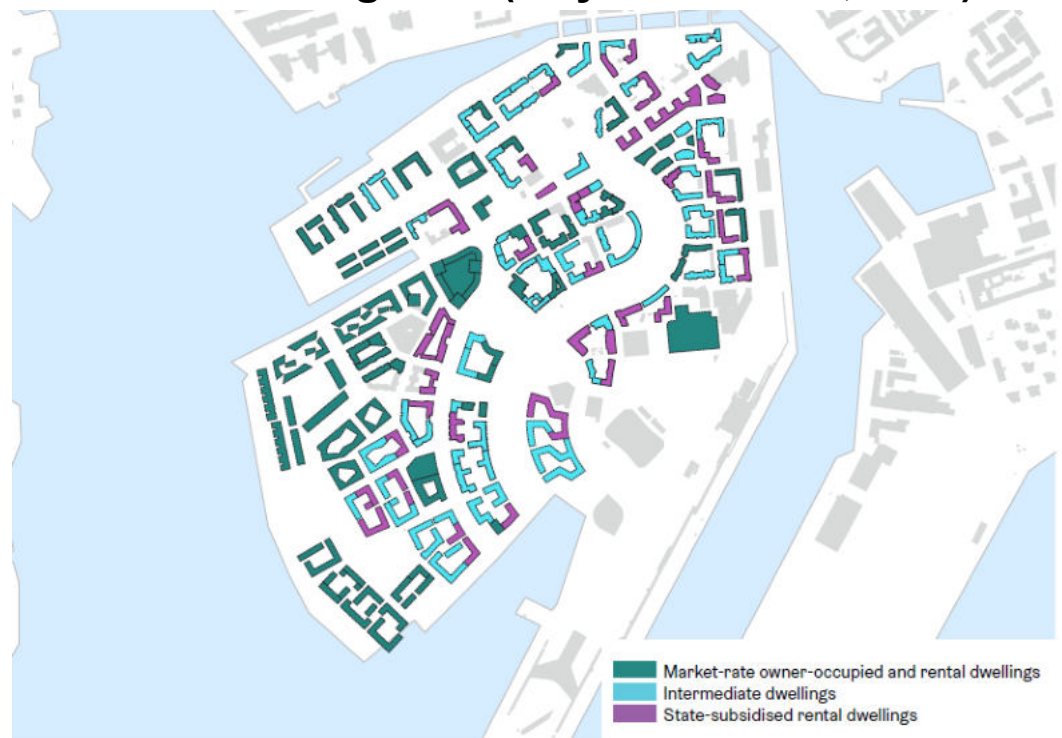 Market-rate owner-occupied and rental dwellings
Intermediate dwellings
State-subsidised rental dwellings